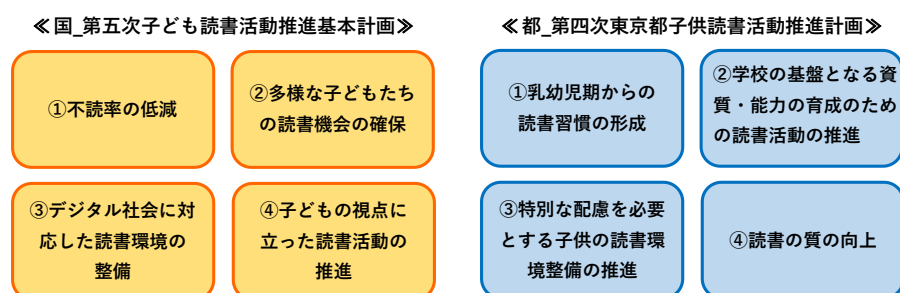 ≪国_第五次子ども読書活動推進基本計画≫
①不読率の低減
②多様な子どもたち
の読書機会の確保
③デジタル社会に対
応した読書環境の
整備
④子どもの視点に
立った読書活動の
推進
≪都_第四次東京都子供読書活動推進計画≫
①乳幼児期からの
読書習慣の形成
②学校の基盤となる資
質・能力の育成のため
の読書活動の推進
③特別な配慮を必要
とする子供の読書環
境整備の推進
④読書の質の向上